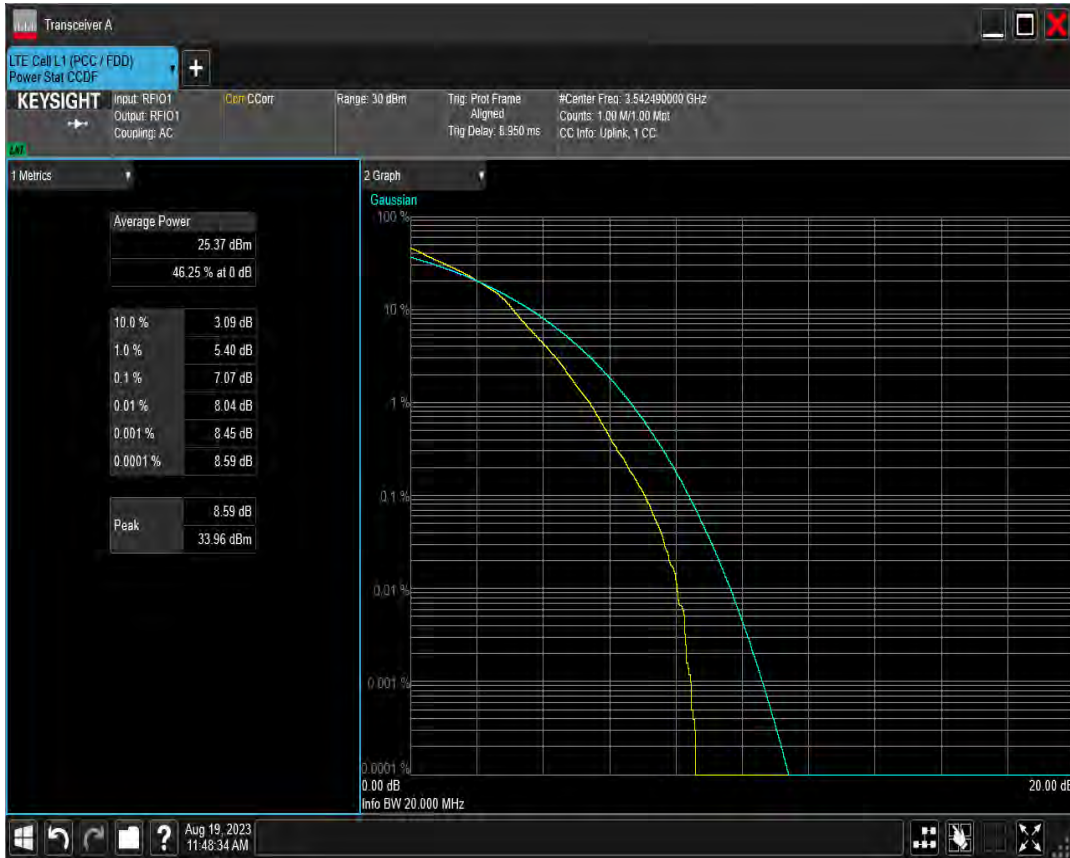 Transceiver A
LTE Cell L1 (PCC / FDD)
Power Stat CCDF
+
KEYSIGHT
Input: RFIO1
Output: RFIO1
Coupling: AC
Corr CCorr
Range: 30 dBm
Trig: Prot Frame
Aligned
Trig Delay: 8.950 ms
#Center Freq: 3.542490000 GHz
Counts: 1.00 M/1.00 Mpt
CC Info: Uplink, 1 CC
1 Metrics
Average Power
25.37 dBm
46.25 % at 0 dB
10.0 % 3.09 dB
1.0 % 5.40 dB
0.1 % 7.07 dB
0.01 % 8.04 dB
0.001 % 8.45 dB
0.0001 % 8.59 dB
Peak
8.59 dB
33.96 dBm
2 Graph
Gaussian
100 %
10 %
1 %
0.1 %
0.01 %
0.001 %
0.0001 %
0.00 dB
20.00 dB
Info BW 20.000 MHz
?
Aug 19, 2023
11:48:34 AM